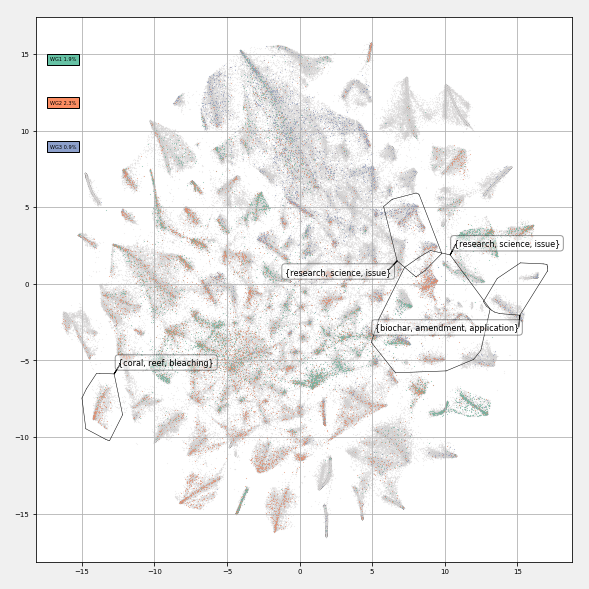 15
10
5
0
−5
−10
−15
WG1 1.9%
WG2 2.3%
WG3 0.9%
{research, science, issue}
{research, science, issue}
{biochar, amendment, application}
{coral, reef, bleaching}
−15 −10 −5 0 5 10 15